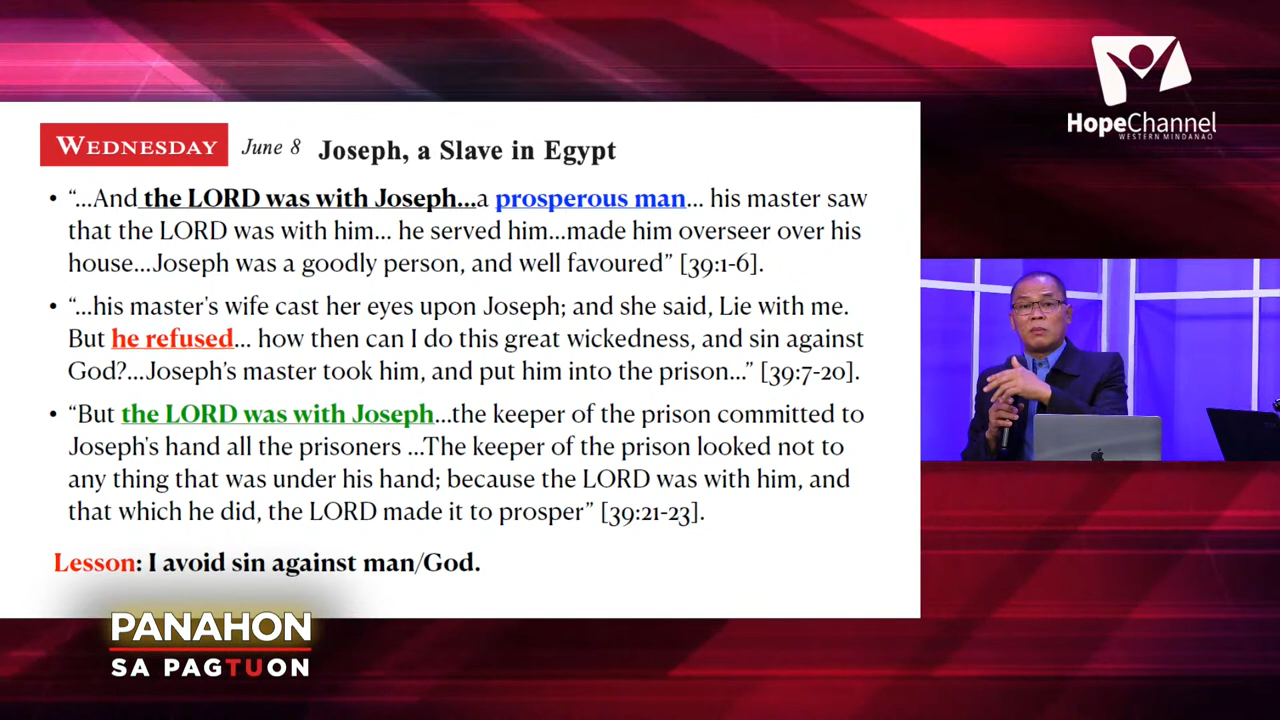 HopeChannel
WESTERN MINDANAO
WEDNESDAY June 8 Joseph, a Slave in Egypt
• “...And the LORD was with Joseph...a prosperous man... his master saw
that the LORD was with him... he served him...made him overseer over his
house...Joseph was a goodly person, and well favoured” [39:1-6].
• “...his master's wife cast her eyes upon Joseph; and she said, Lie with me.
But he refused... how then can I do this great wickedness, and sin against
God?...Joseph’s master took him, and put him into the prison...” [39:7-20].
• “But the LORD was with Joseph...the keeper of the prison committed to
Joseph's hand all the prisoners ...The keeper of the prison looked not to
any thing that was under his hand; because the LORD was with him, and
that which he did, the LORD made it to prosper” [39:21-23].
Lesson: I avoid sin against man/God.
PANAHON
SA PAGTUON